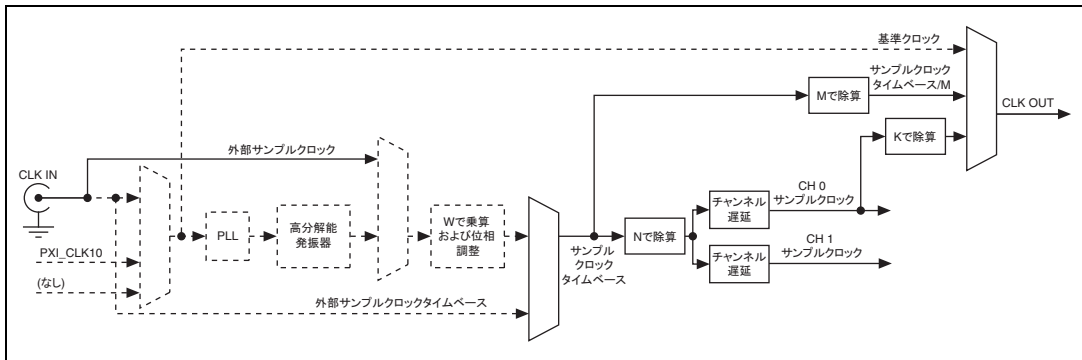 基準クロック
サンプルクロック
タイムベース/M
Mで除算
CLK OUT
Kで除算
外部サンプルクロック
CLK IN
CH 0
サンプルクロック
チャンネル
遅延
PLL
高分解能
発振器
Wで乗算
および位相
調整
Nで除算
サンプル
クロック
タイムベース
CH 1
サンプルクロック
チャンネル
遅延
PXI_CLK10
(なし)
外部サンプルクロックタイムベース